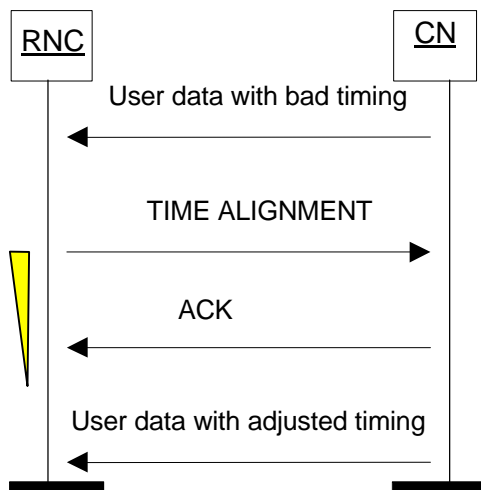 RNC
CN
User data with bad timing
TIME ALIGNMENT
ACK
User data with adjusted timing